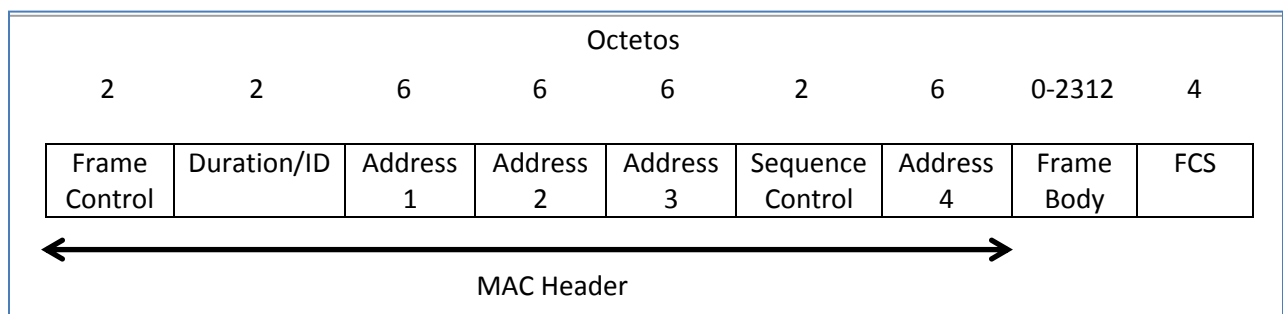 Octetos
2 2 6 6 6 2 6 0-2312 4
Frame Control Duration/ID Address 1 Address 2 Address 3 Sequence Control Address 4 Frame Body FCS
MAC Header